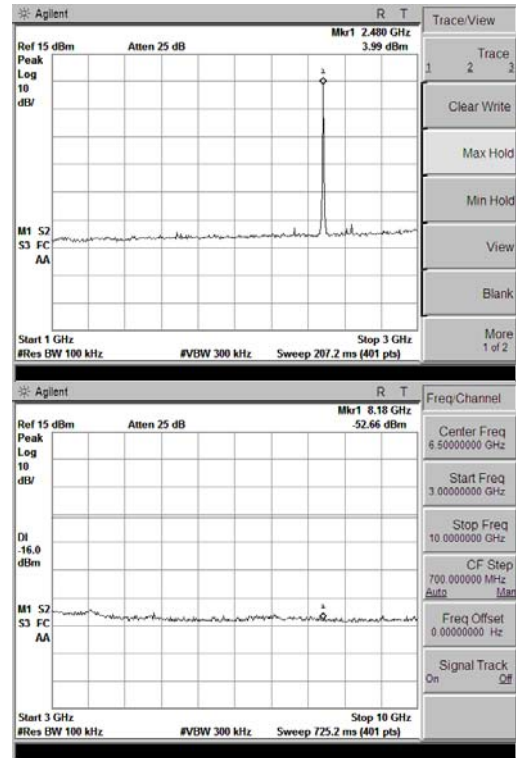 Agilent
R T
Trace/View
Mkr1 2.480 GHz
Ref 15 dBm
Atten 25 dB
3.99 dBm
Peak
Log
10
dB/
1
M1 S2
S3 FC
AA
Start 1 GHz
Stop 3 GHz
#Res BW 100 kHz
#VBW 300 kHz
Sweep 207.2 ms (401 pts)
Trace
1 2 3
Clear Write
Max Hold
Min Hold
View
Blank
More
1 of 2
Agilent
R T
Freq/Channel
Mkr1 8.18 GHz
Ref 15 dBm
Atten 25 dB
-52.66 dBm
Peak
Log
10
dB/
DI
-16.0
dBm
1
M1 S2
S3 FC
AA
Start 3 GHz
Stop 10 GHz
#Res BW 100 kHz
#VBW 300 kHz
Sweep 725.2 ms (401 pts)
Center Freq
6.50000000 GHz
Start Freq
3.00000000 GHz
Stop Freq
10.0000000 GHz
CF Step
700.000000 MHz
Auto Man
Freq Offset
0.00000000 Hz
Signal Track
On Off